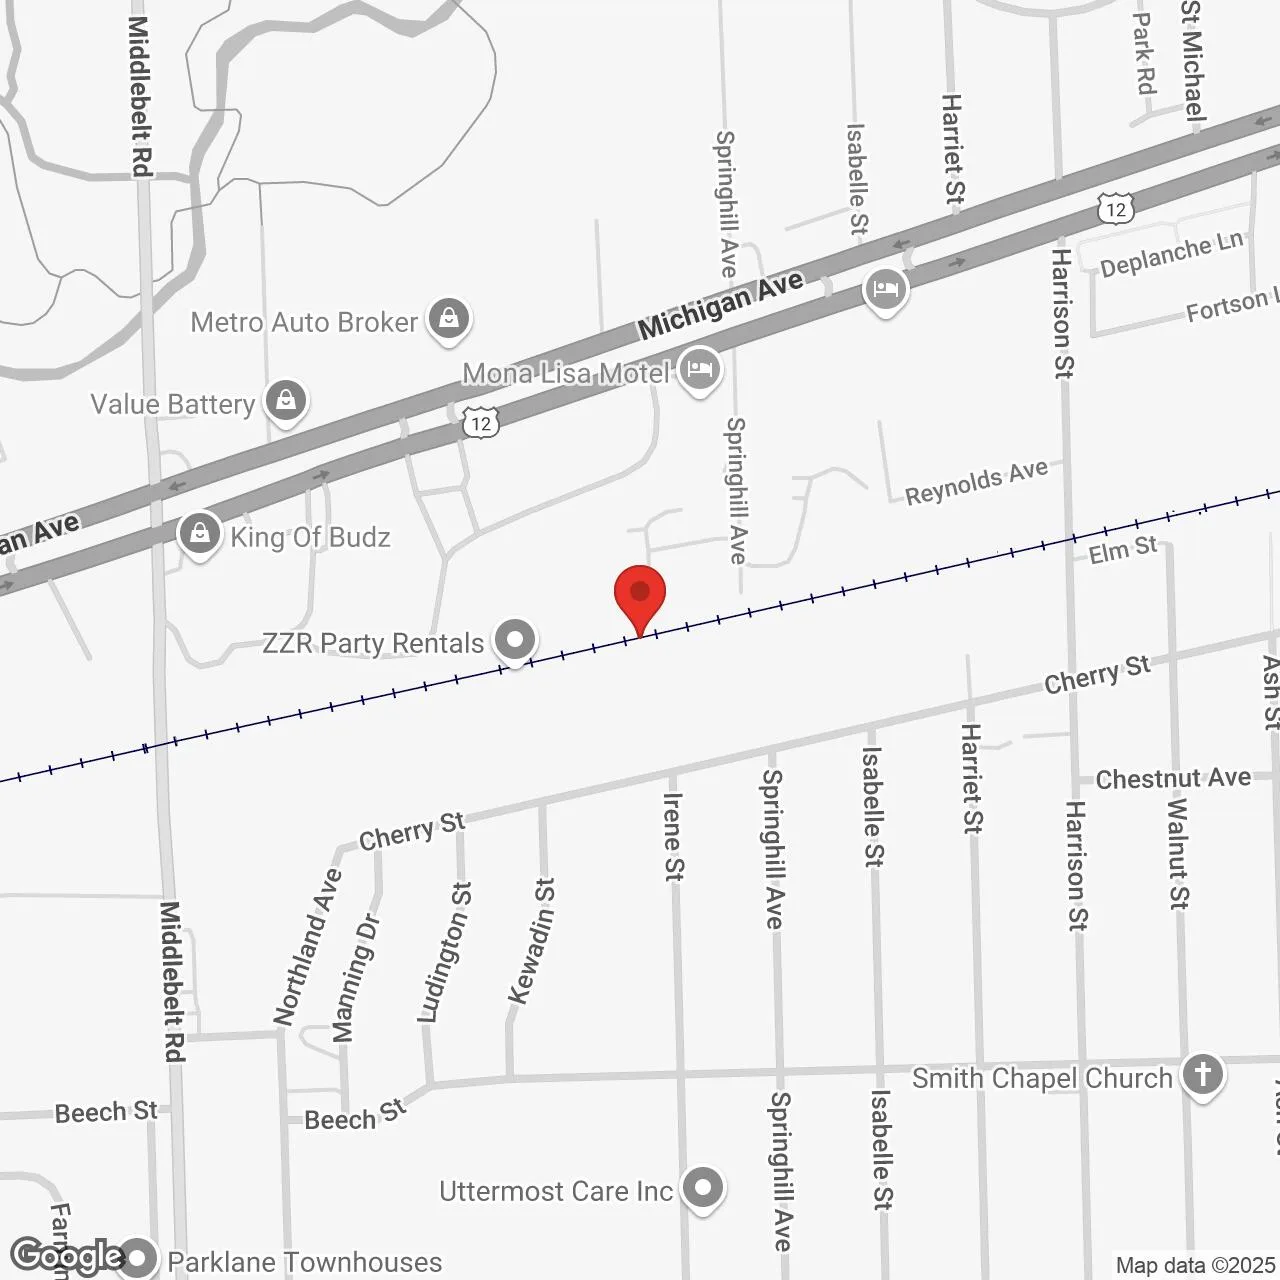 Middlebelt Rd
Park Rd
St Michael
Springhill Ave
Isabelle St
Harriet St
12
Deplanche Ln
Harrison St
Michigan Ave
Fortson L
Metro Auto Broker
Mona Lisa Motel
Value Battery
12
Springhill Ave
Reynolds Ave
an Ave
King Of Budz
Elm St
ZZR Party Rentals
Cherry St
Ash St
Harriet St
Isabelle St
Springhill Ave
Irene St
Chestnut Ave
Cherry St
Harrison St
Walnut St
Northland Ave
Manning Dr
Ludington St
Kewadin St
Middlebelt Rd
Smith Chapel Church
Beech St
Beech St
Springhill Ave
Isabelle St
Uttermost Care Inc
Google
Parklane Townhouses
Map data ©2025